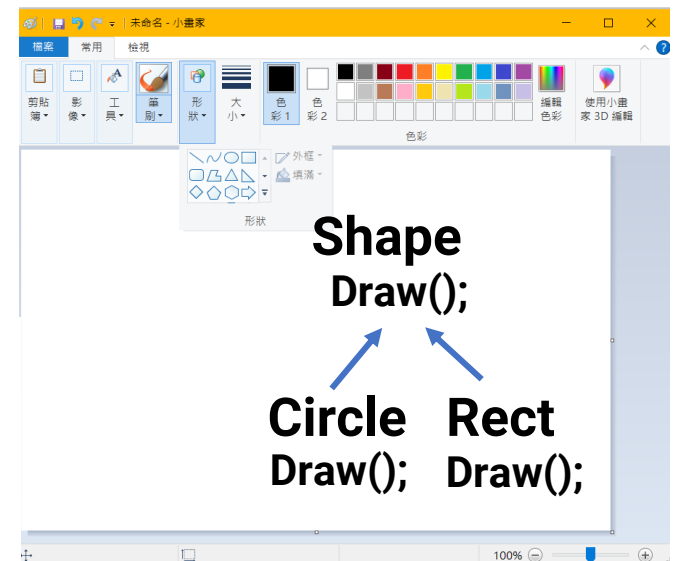 未命名 - 小畫家
檔案 常用 檢視
剪貼
簿
影
像
工
具
筆
刷
形
狀
大
小
色
彩 1
色
彩 2
編輯
色彩
使用小畫
家 3D 編輯
色彩
外框
填滿
形狀
Shape
Draw();
Circle Rect
Draw(); Draw();
100%